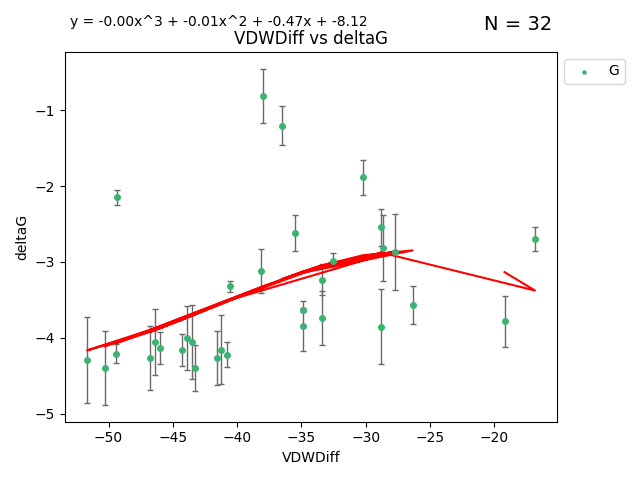 y = -0.00x^3 + -0.01x^2 + -0.47x + -8.12
N = 32
VDWDiff vs deltaG
G
deltaG
−1
−2
−3
−4
−5
−50
−45
−40
−35
−30
−25
−20
VDWDiff